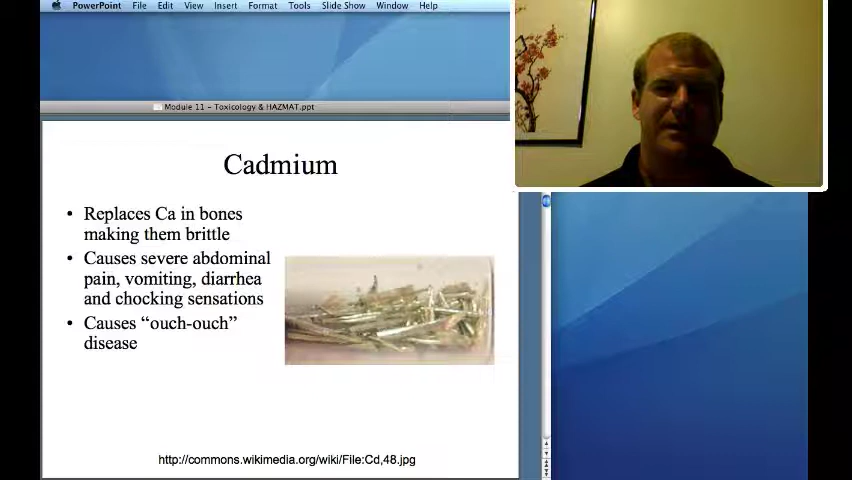 PowerPoint File Edit View Insert Format Tools Slide Show Window Help
Module 11 - Toxicology & HAZMAT.ppt
Cadmium
• Replaces Ca in bones
making them brittle
• Causes severe abdominal
pain, vomiting, diarrhea
and chocking sensations
• Causes “ouch-ouch”
disease
http://commons.wikimedia.org/wiki/File:Cd,48.jpg